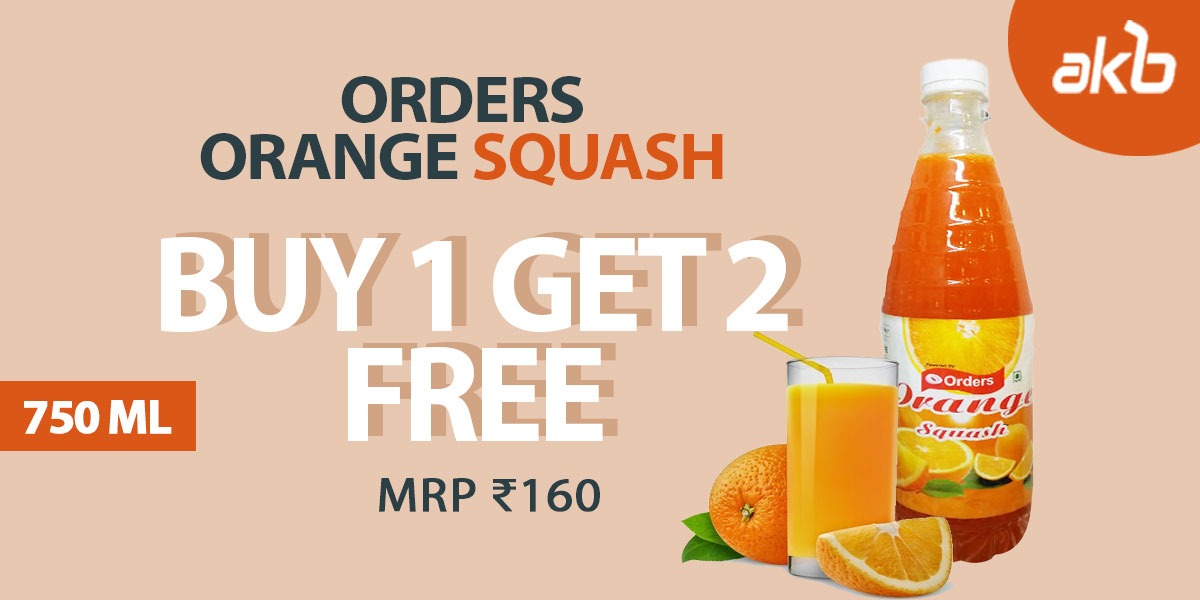 akb
ORDERS
ORANGE SQUASH
BUY 1 GET 2
FREE
750 ML
MRP ₹160
Orders
Orange
Squash